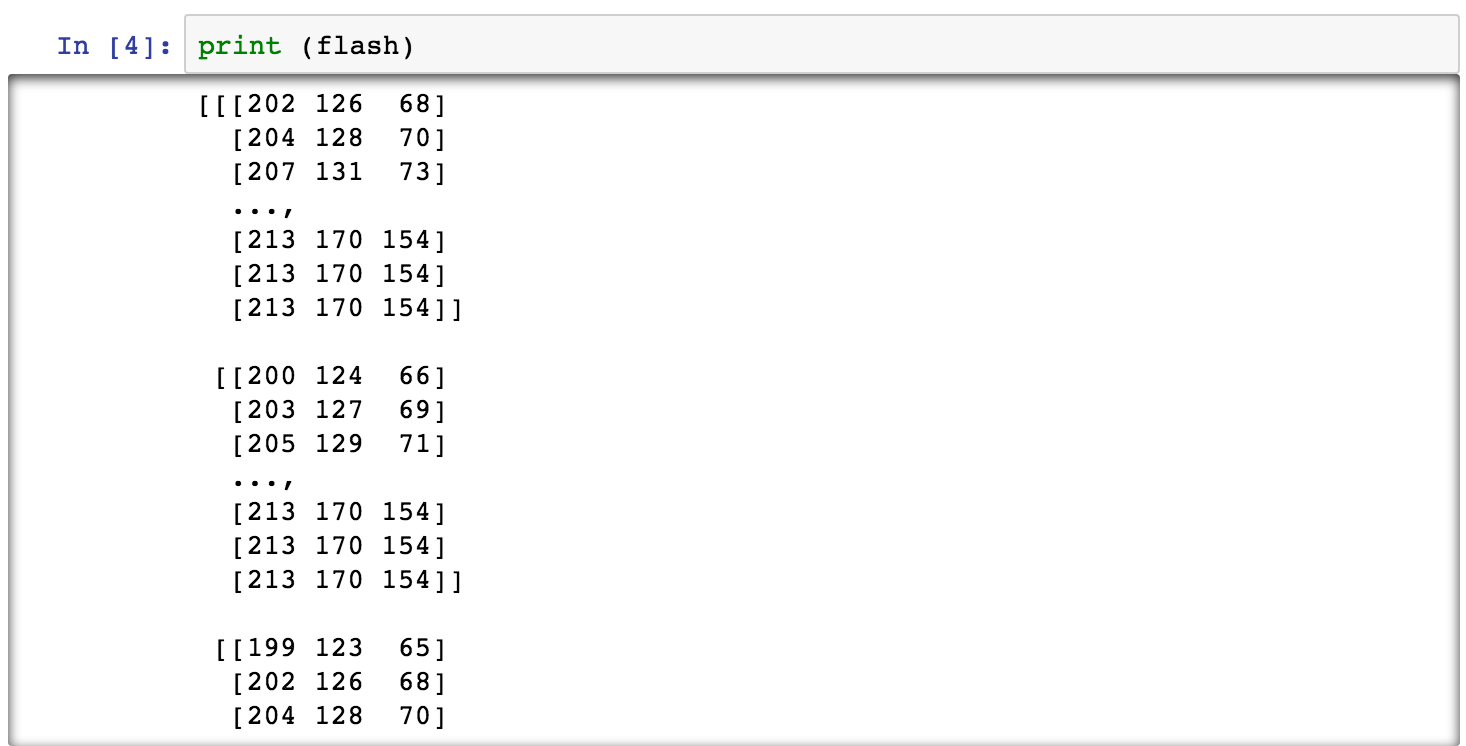 In [4]: print (flash)
[[[202 126  68]
  [204 128  70]
  [207 131  73]
  ...,
  [213 170 154]
  [213 170 154]
  [213 170 154]]

 [[200 124  66]
  [203 127  69]
  [205 129  71]
  ...,
  [213 170 154]
  [213 170 154]
  [213 170 154]]

 [[199 123  65]
  [202 126  68]
  [204 128  70]